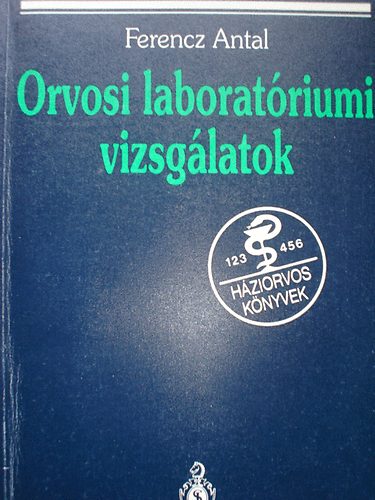 Ferencz Antal
Orvosi laboratóriumi
vizsgálatok
123 456
HÁZIORVOS
KÖNYVEK